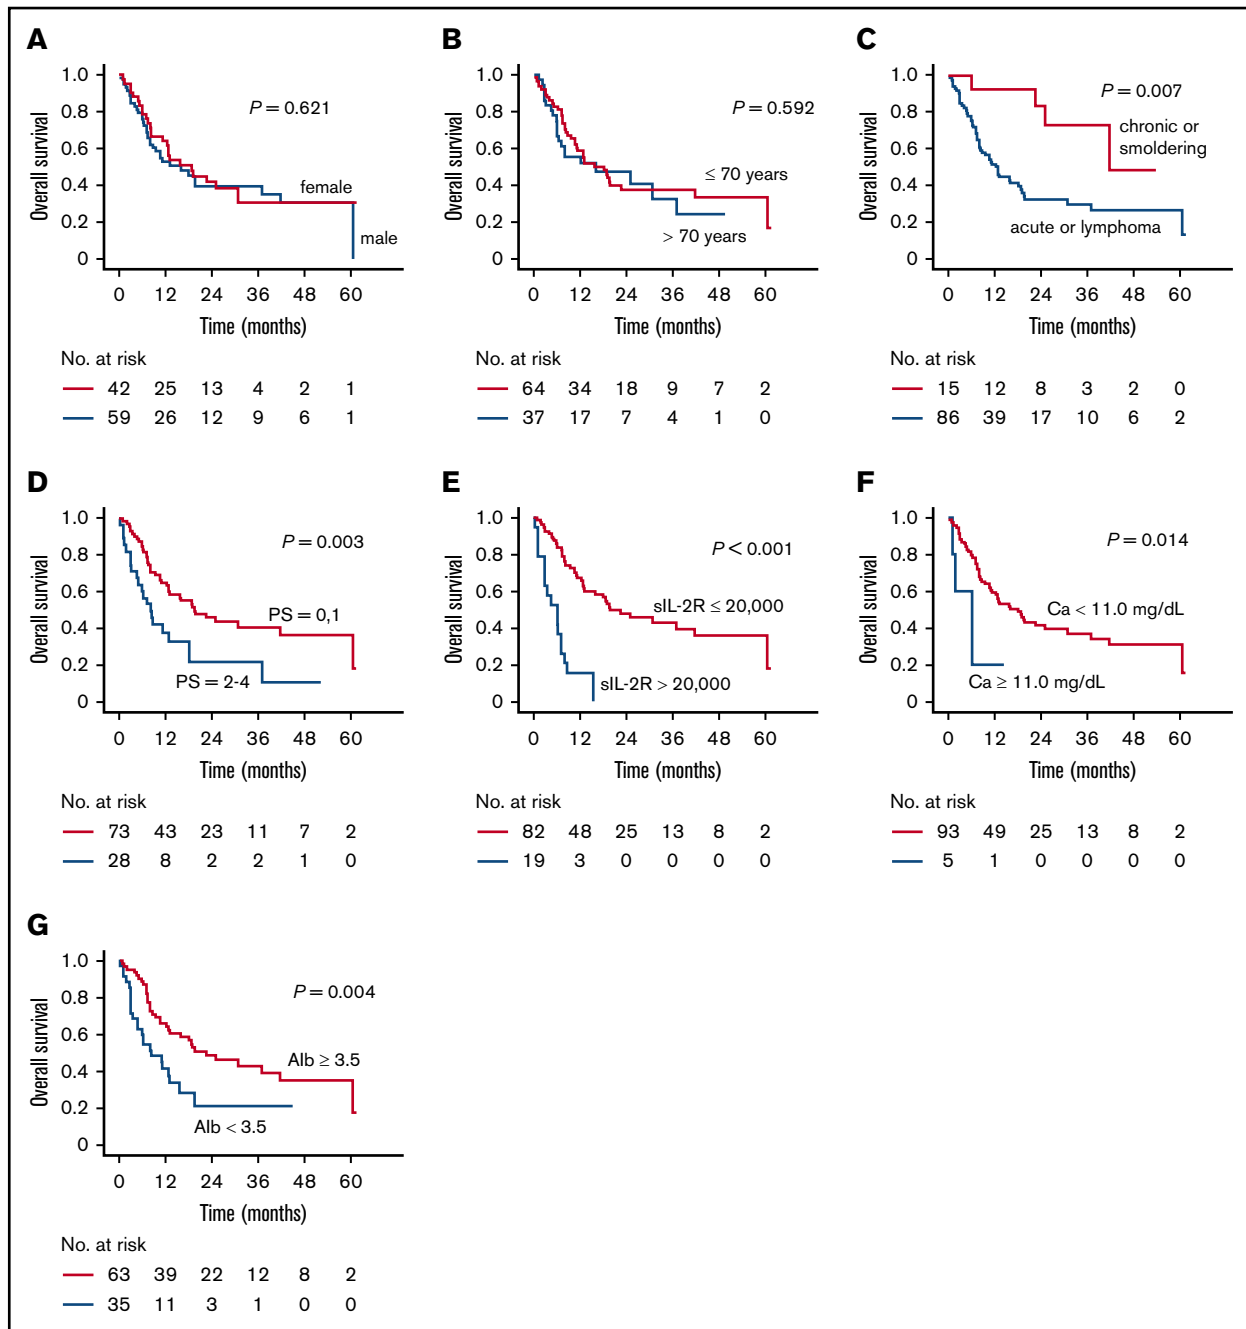 A
1.0
0.8
0.6
0.4
0.2
0
Overall survival
P = 0.621
female
male
0 12 24 36 48 60
Time (months)
No. at risk
42 25 13 4 2 1
59 26 12 9 6 1
B
1.0
0.8
0.6
0.4
0.2
0
Overall survival
P = 0.592
≤ 70 years
> 70 years
0 12 24 36 48 60
Time (months)
No. at risk
64 34 18 9 7 2
37 17 7 4 1 0
C
1.0
0.8
0.6
0.4
0.2
0
Overall survival
P = 0.007
chronic or
smoldering
acute or lymphoma
0 12 24 36 48 60
Time (months)
No. at risk
15 12 8 3 2 0
86 39 17 10 6 2
D
1.0
0.8
0.6
0.4
0.2
0
Overall survival
P = 0.003
PS = 0,1
PS = 2-4
0 12 24 36 48 60
Time (months)
No. at risk
73 43 23 11 7 2
28 8 2 2 1 0
E
1.0
0.8
0.6
0.4
0.2
0
Overall survival
P < 0.001
sIL-2R ≤ 20,000
sIL-2R > 20,000
0 12 24 36 48 60
Time (months)
No. at risk
82 48 25 13 8 2
19 3 0 0 0 0
F
1.0
0.8
0.6
0.4
0.2
0
Overall survival
P = 0.014
Ca < 11.0 mg/dL
Ca ≥ 11.0 mg/dL
0 12 24 36 48 60
Time (months)
No. at risk
93 49 25 13 8 2
5 1 0 0 0 0
G
1.0
0.8
0.6
0.4
0.2
0
Overall survival
P = 0.004
Alb ≥ 3.5
Alb < 3.5
0 12 24 36 48 60
Time (months)
No. at risk
63 39 22 12 8 2
35 11 3 1 0 0